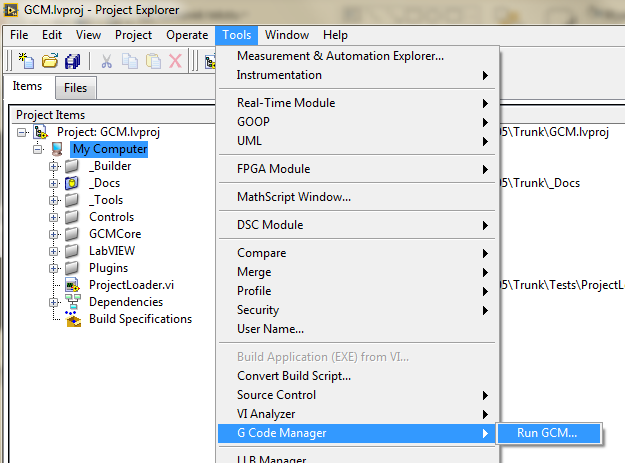 GCM.lvproj - Project Explorer
File Edit View Project Operate Tools Window Help
Items Files
Project Items
Project: GCM.lvproj
My Computer
_Builder
_Docs
_Tools
Controls
GCMCore
LabVIEW
Plugins
ProjectLoader.vi
Dependencies
Build Specifications
Measurement & Automation Explorer...
Instrumentation
Real-Time Module
GOOP
UML
FPGA Module
MathScript Window...
DSC Module
Compare
Merge
Profile
Security
User Name...
Build Application (EXE) from VI...
Convert Build Script...
Source Control
VI Analyzer
G Code Manager
LLB Manager
Run GCM...
05\Trunk\GCM.lvproj
05\Trunk\_Docs
05\Trunk\Tests\ProjectL